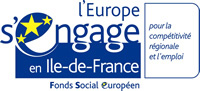 l'Europe
s'engage
en Ile-de-France
pour la
compétitivité
régionale
et l'emploi
Fonds Social européen